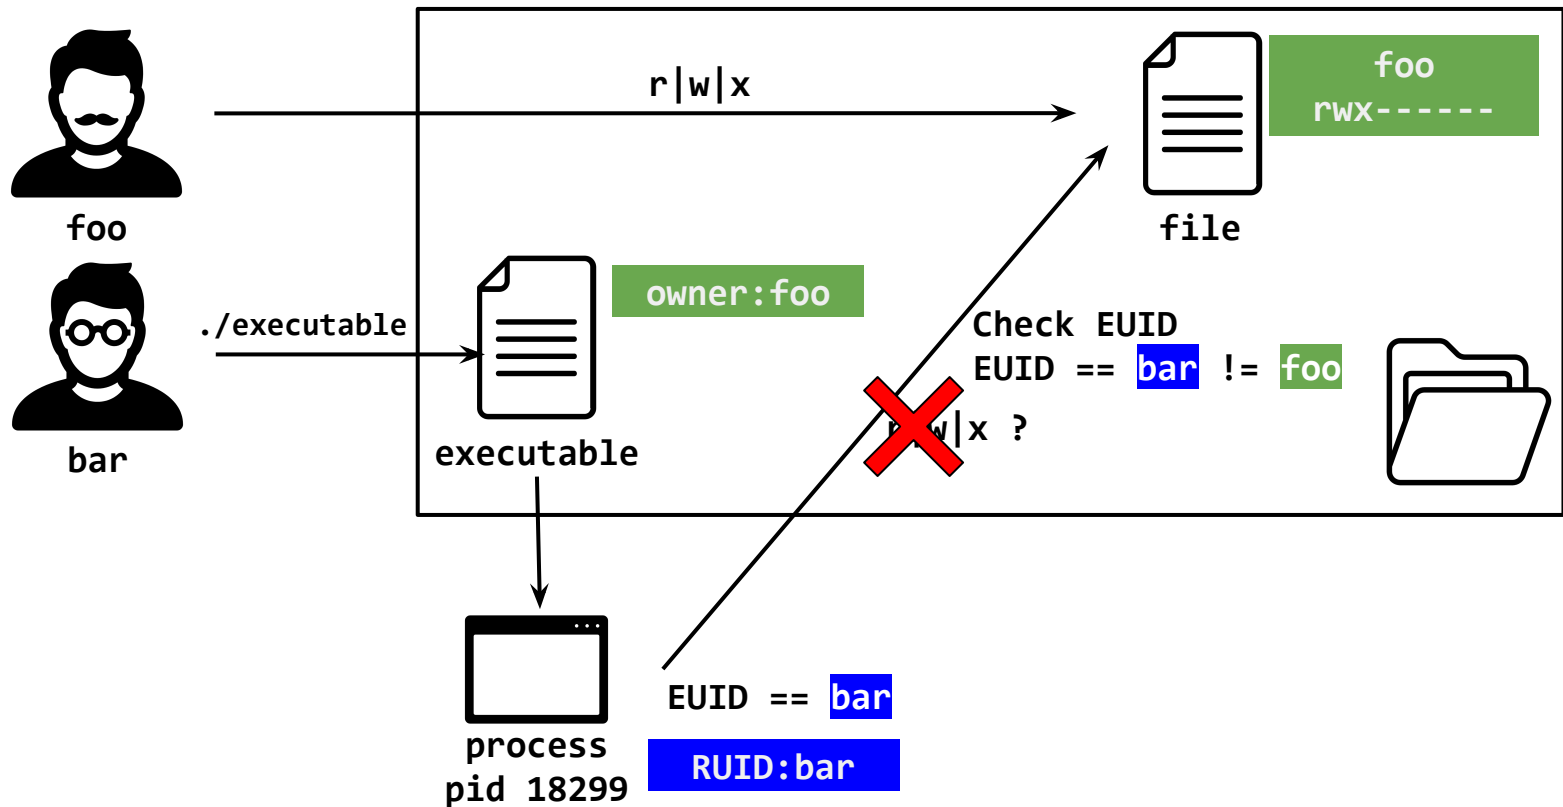 r|w|x
foo
rwx------
foo
file
./executable
owner:foo
bar
executable
Check EUID
EUID == bar != foo
r|w|x ?
EUID == bar
RUID:bar
process
pid 18299